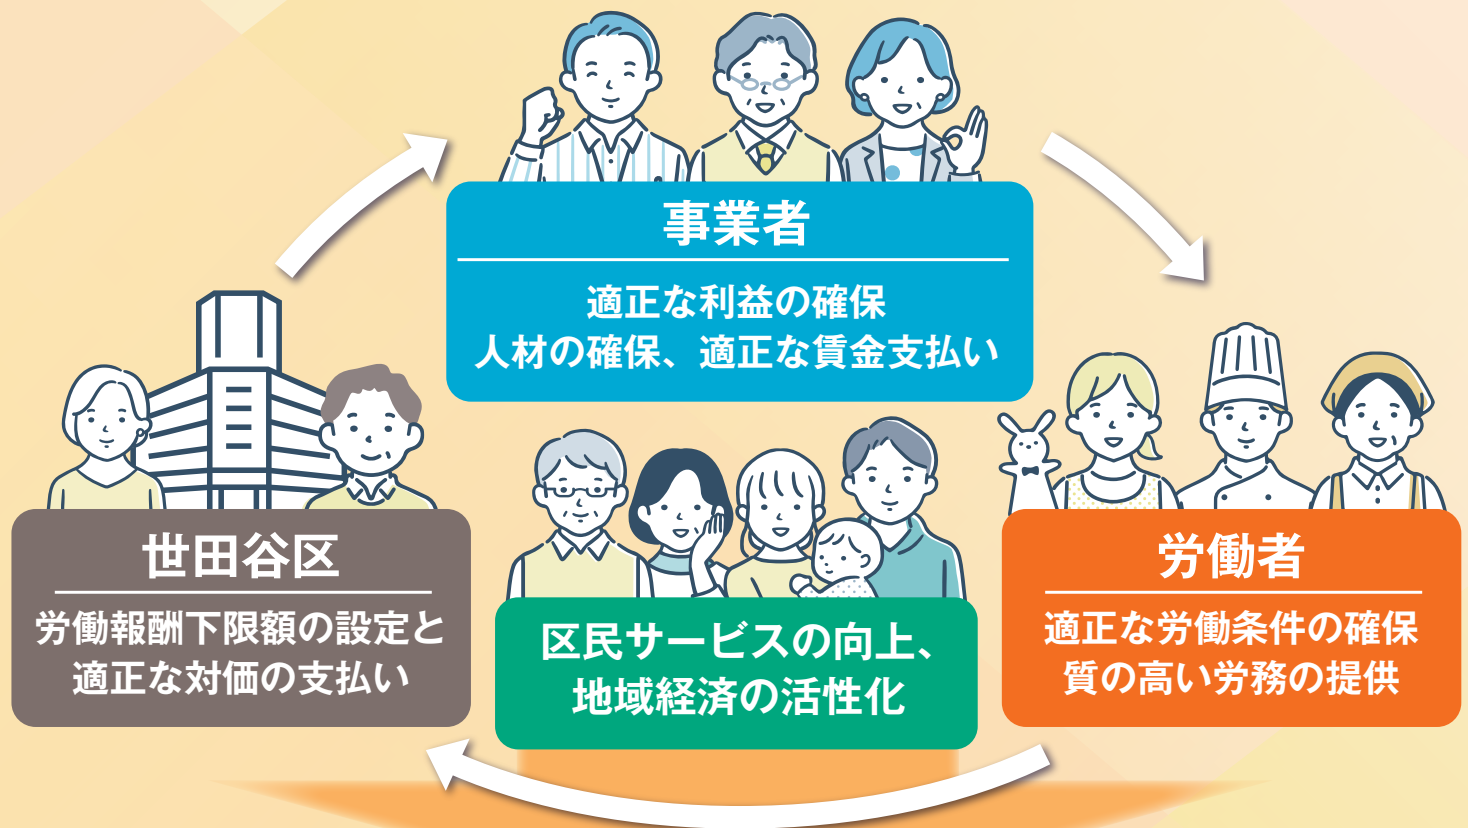 事業者
適正な利益の確保
人材の確保、適正な賃金支払い
世田谷区
労働報酬下限額の設定と
適正な対価の支払い
区民サービスの向上、
地域経済の活性化
労働者
適正な労働条件の確保
質の高い労務の提供